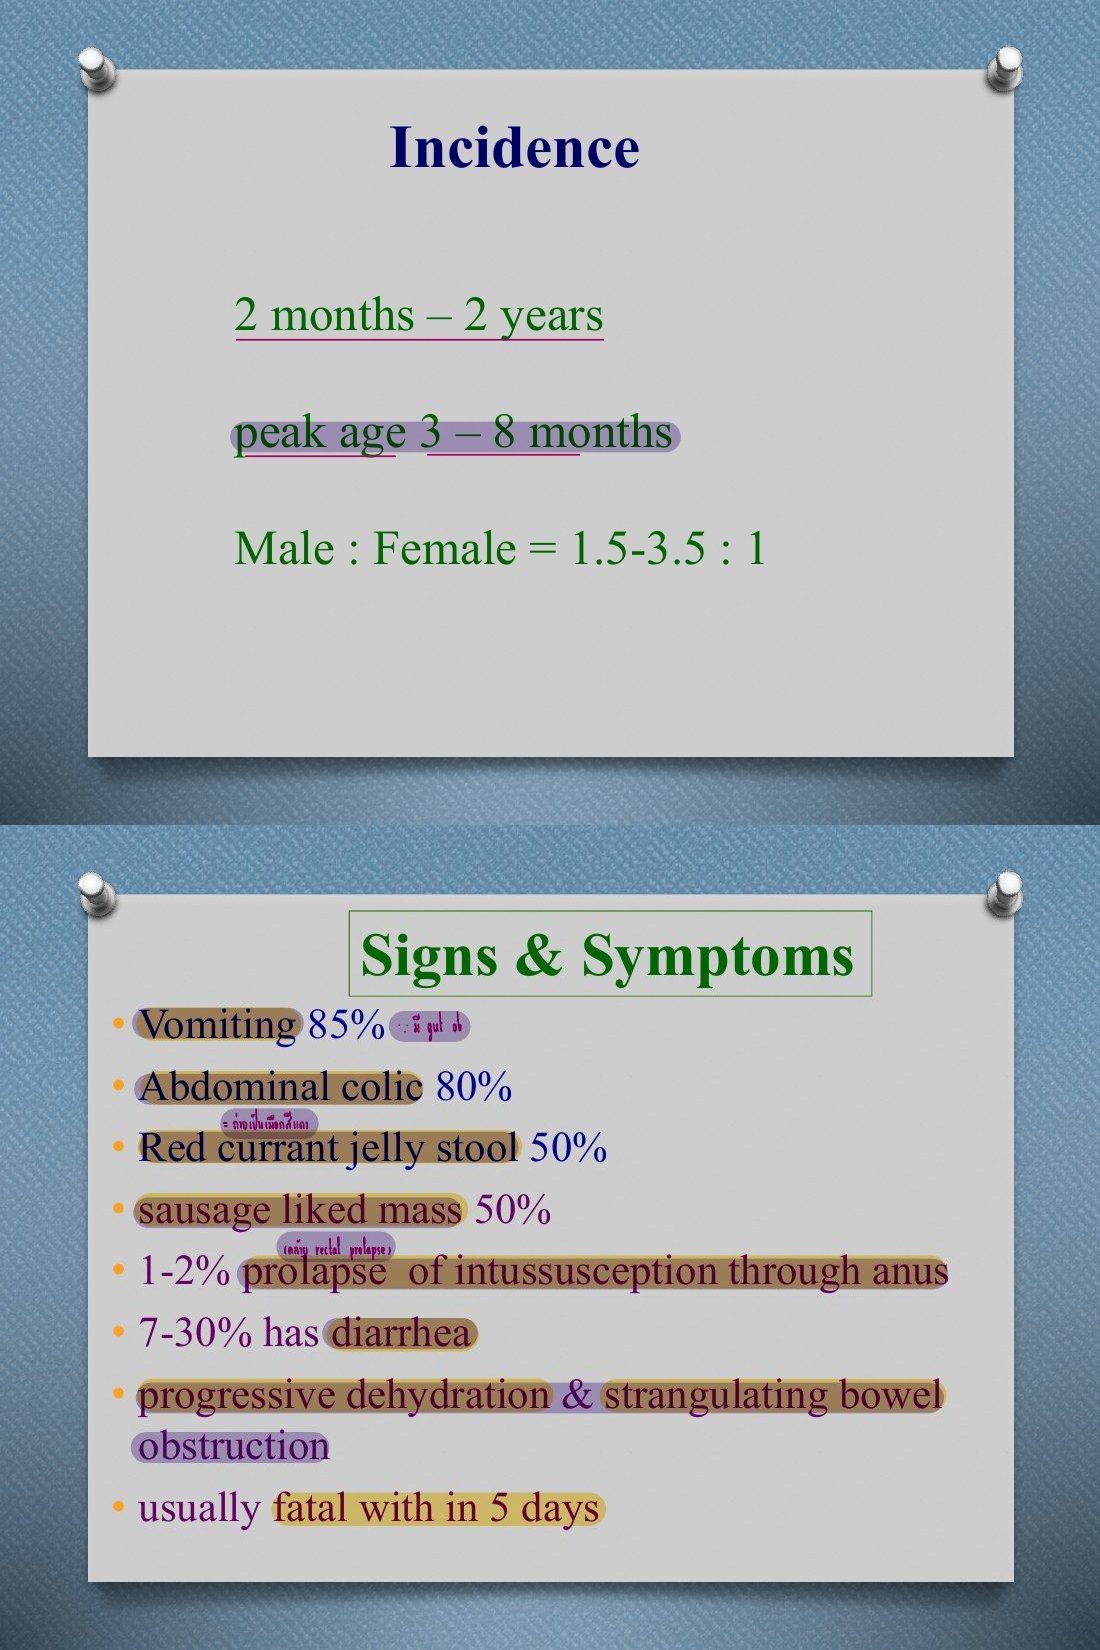 Incidence
2 months – 2 years
peak age 3 – 8 months
Male : Female = 1.5-3.5 : 1
Signs & Symptoms
• Vomiting 85% ∵ มี gut ob
• Abdominal colic 80%
= ถ่ายเป็นเมือกสีแดง
• Red currant jelly stool 50%
• sausage liked mass 50%
(คล้าย rectal prolapse)
• 1-2% prolapse of intussusception through anus
• 7-30% has diarrhea
• progressive dehydration & strangulating bowel
obstruction
• usually fatal with in 5 days